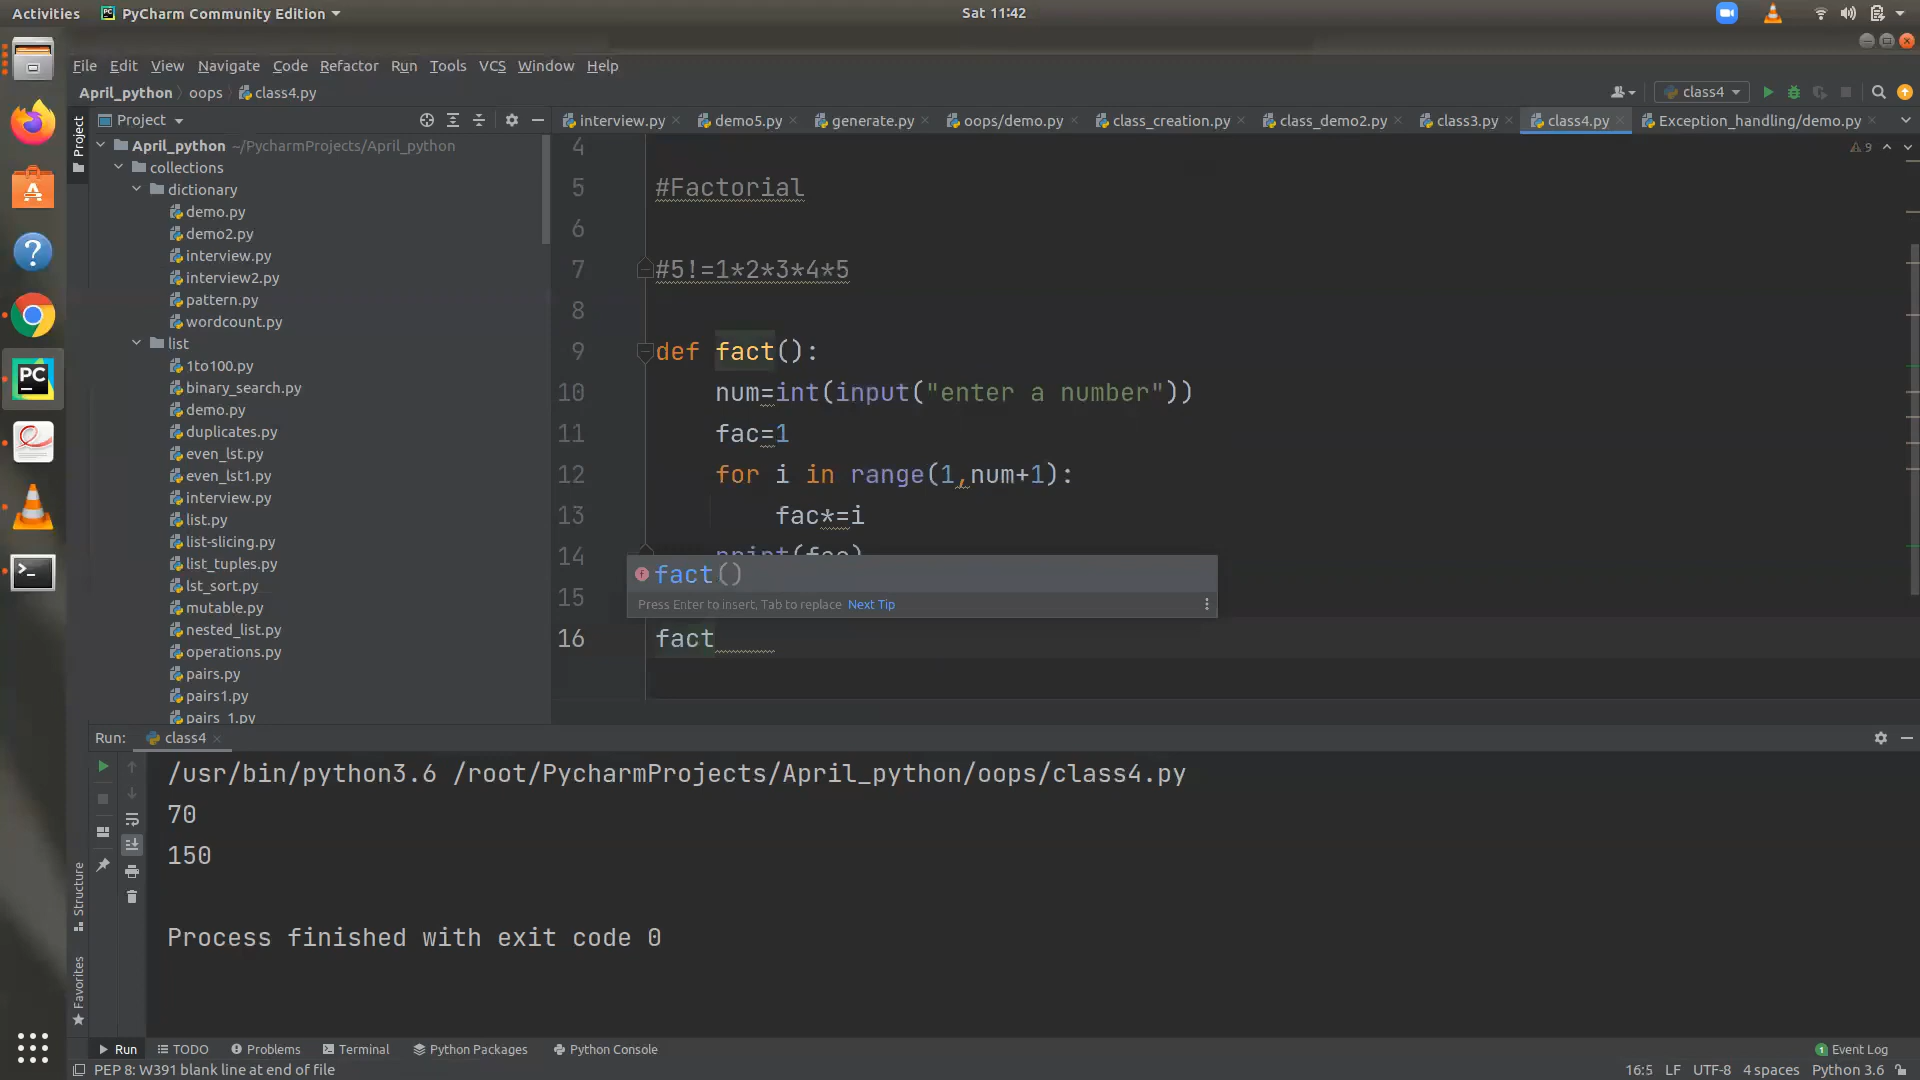 Activities PyCharm Community Edition Sat 11:42
File Edit View Navigate Code Refactor Run Tools VCS Window Help
April_python oops class4.py class4
Project interview.py demo5.py generate.py oops/demo.py class_creation.py class_demo2.py class3.py class4.py Exception_handling/demo.py
Project
April_python ~/PycharmProjects/April_python
collections
dictionary
demo.py
demo2.py
interview.py
interview2.py
pattern.py
wordcount.py
list
1to100.py
binary_search.py
demo.py
duplicates.py
even_lst.py
even_lst1.py
interview.py
list.py
list-slicing.py
list_tuples.py
lst_sort.py
mutable.py
nested_list.py
operations.py
pairs.py
pairs1.py
pairs_1.py
9
4
5 #Factorial
6
7 #5!=1*2*3*4*5
8
9 def fact():
10 num=int(input("enter a number"))
11 fac=1
12 for i in range(1,num+1):
13 fac*=i
14 print(fac)
fact()
15
Press Enter to insert, Tab to replace Next Tip
16 fact
Run: class4
/usr/bin/python3.6 /root/PycharmProjects/April_python/oops/class4.py
70
150
Process finished with exit code 0
Structure
Favorites
Run TODO Problems Terminal Python Packages Python Console 1 Event Log
PEP 8: W391 blank line at end of file 16:5 LF UTF-8 4 spaces Python 3.6